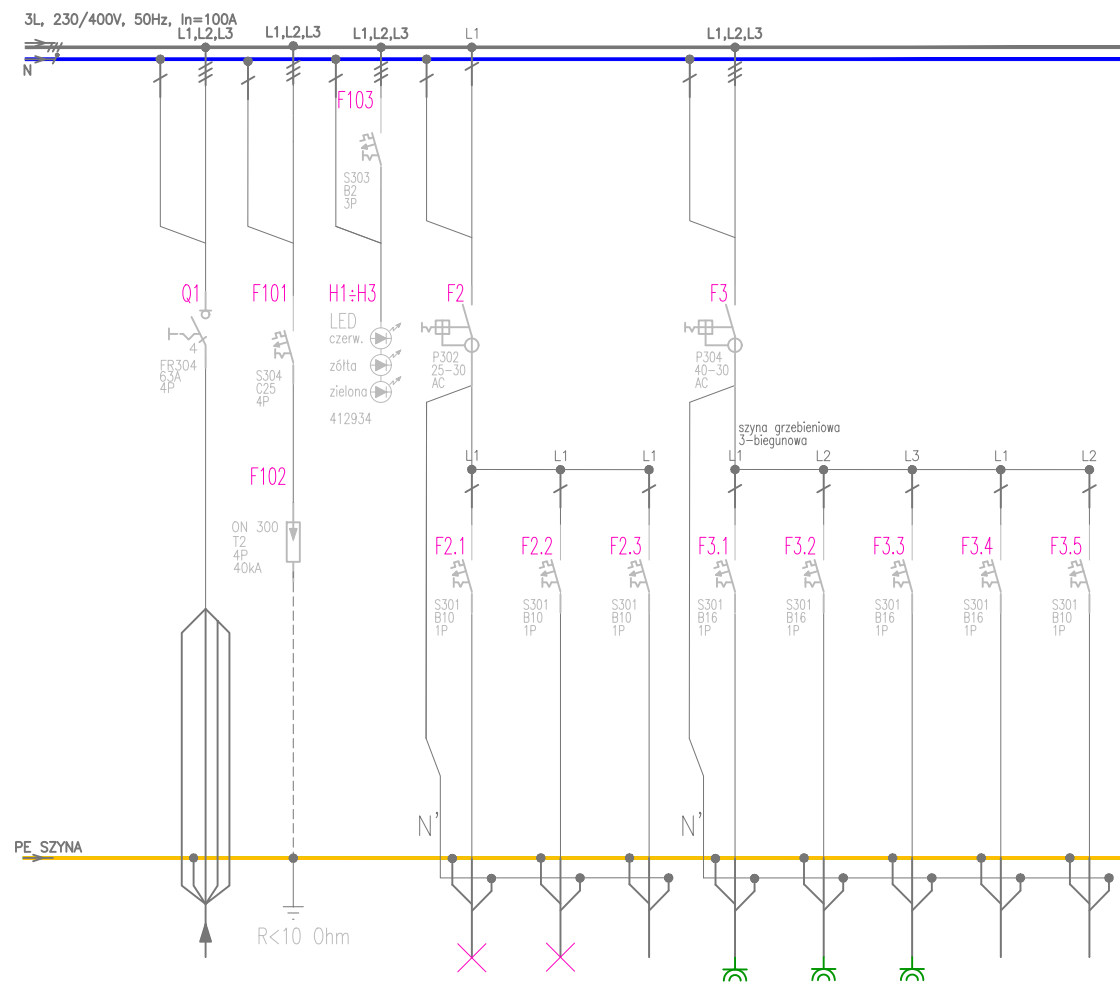 3L, 230/400V, 50Hz, In=100A
L1,L2,L3
L1,L2,L3
L1,L2,L3
L1
L1,L2,L3
N
F103
S303
B2
3P
Q1
4
FR304
63A
4P
F101
S304
C25
4P
H1÷H3
LED
czerw.
żółta
zielona
412934
F2
P302
25-30
AC
F3
P304
40-30
AC
szyna grzebieniowa
3-biegunowa
L1
L1
L1
L1
L2
L3
L1
L2
F102
ON 300
T2
4P
40kA
F2.1
S301
B10
1P
F2.2
S301
B10
1P
F2.3
S301
B10
1P
F3.1
S301
B16
1P
F3.2
S301
B16
1P
F3.3
S301
B16
1P
F3.4
S301
B16
1P
F3.5
S301
B10
1P
N'
N'
PE SZYNA
R<10 Ohm